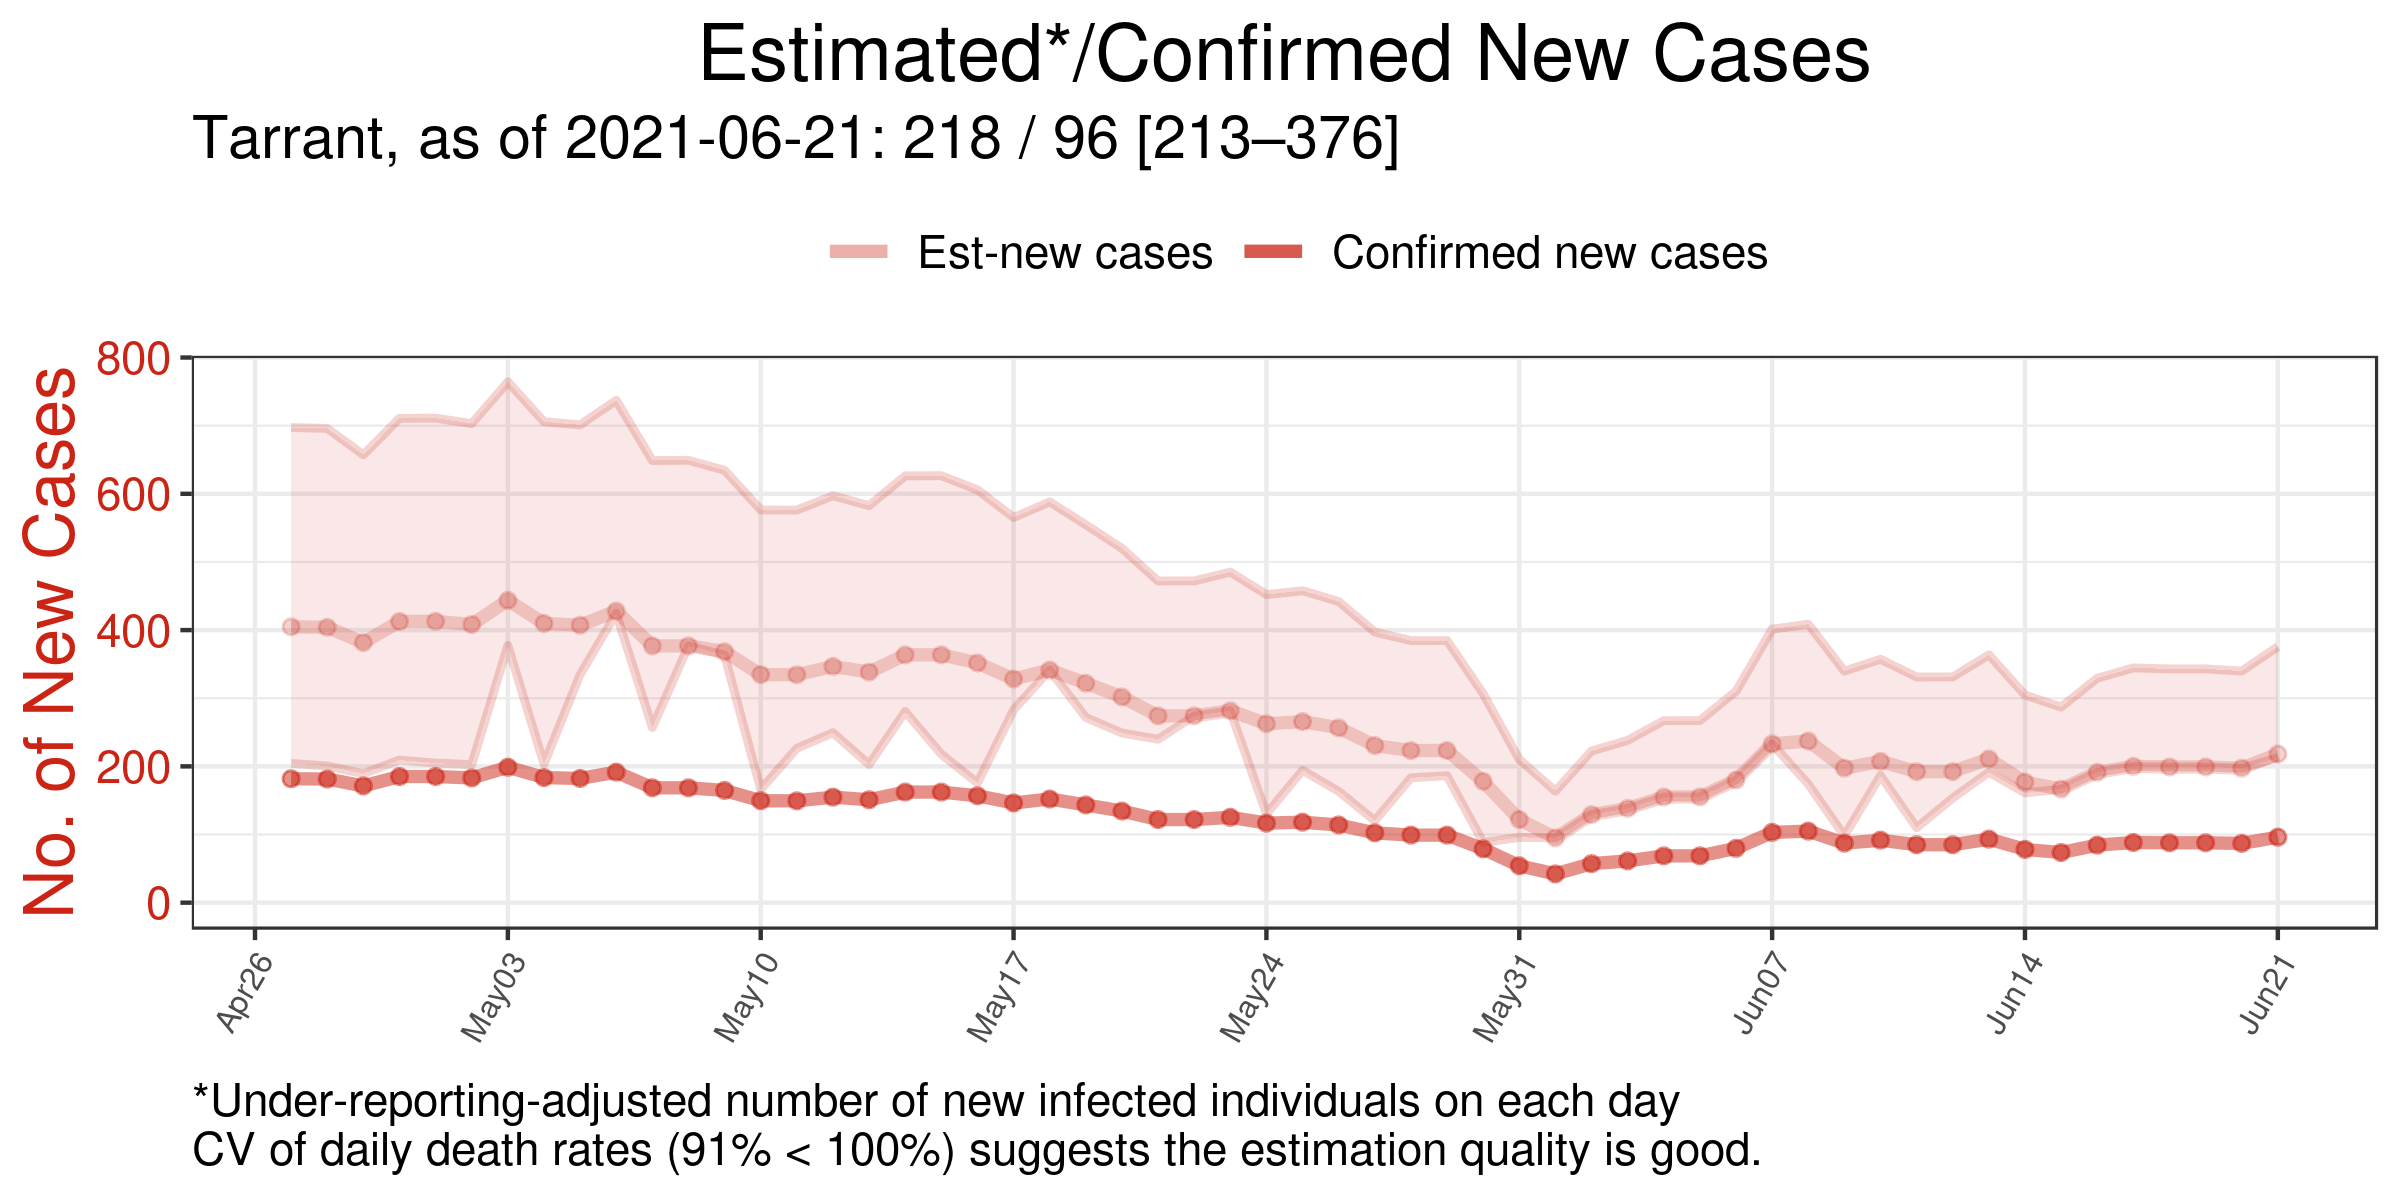 Estimated*/Confirmed New Cases
Tarrant, as of 2021-06-21: 218 / 96 [213–376]
Est-new cases
Confirmed new cases
No. of New Cases
800
600
400
200
0
Apr26
May03
May10
May17
May24
May31
Jun07
Jun14
Jun21
*Under-reporting-adjusted number of new infected individuals on each day
CV of daily death rates (91% < 100%) suggests the estimation quality is good.